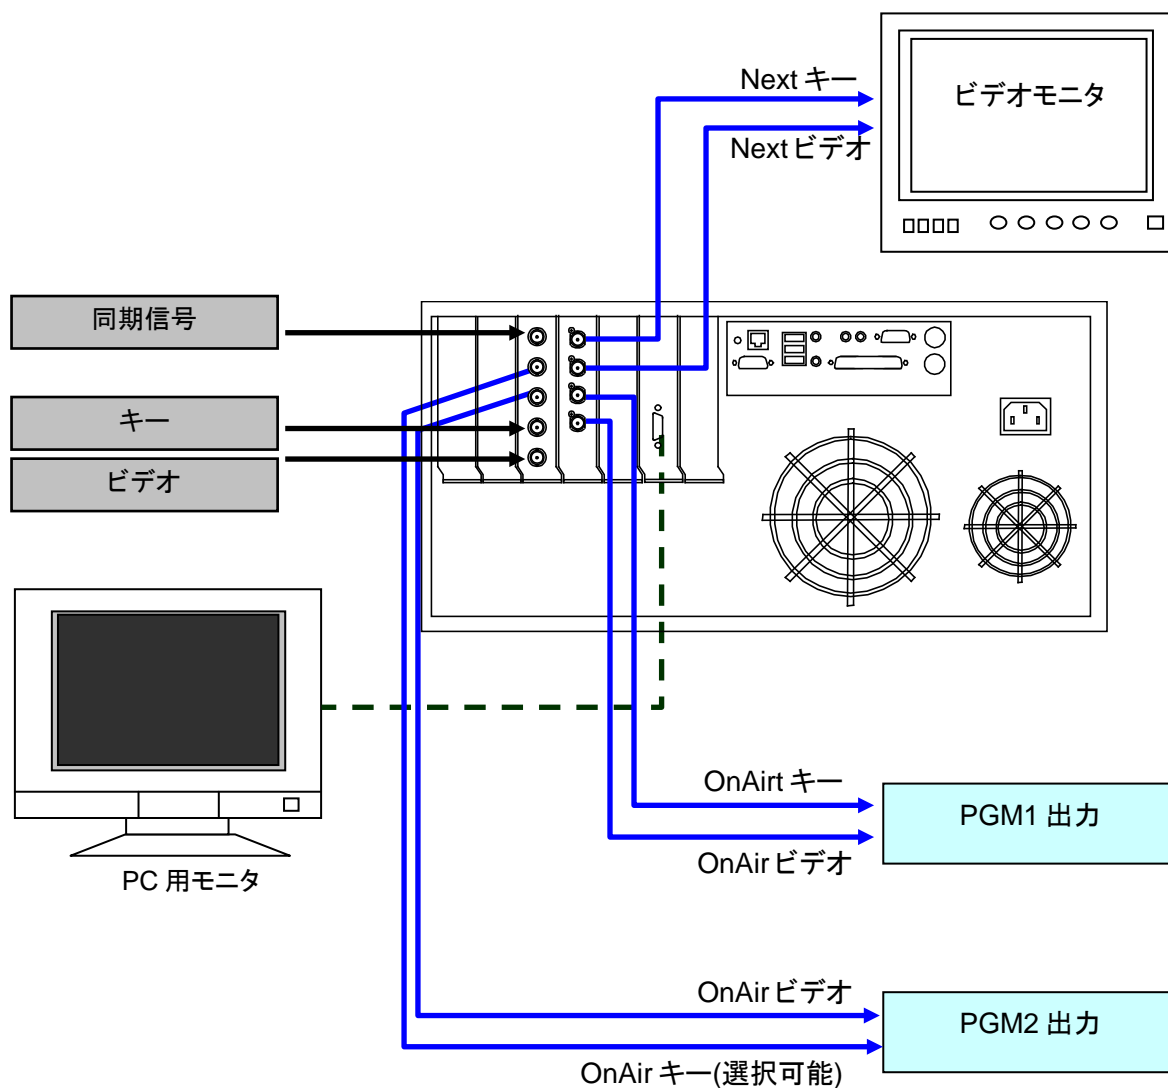 Next キー
ビデオモニタ
Next ビデオ
同期信号
キー
ビデオ
PC 用モニタ
OnAirt キー
PGM1 出力
OnAir ビデオ
OnAir ビデオ
PGM2 出力
OnAir キー(選択可能)